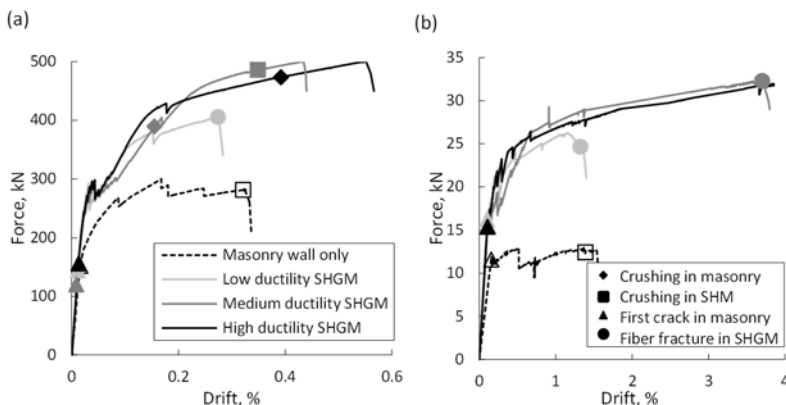 (a)
Force, kN
500
400
300
200
100
0
0 0.2 0.4 0.6
Drift, %
Masonry wall only
Low ductility SHGM
Medium ductility SHGM
High ductility SHGM
(b)
Force, kN
35
30
25
20
15
10
5
0
0 1 2 3 4
Drift, %
Crushing in masonry
Crushing in SHM
First crack in masonry
Fiber fracture in SHGM